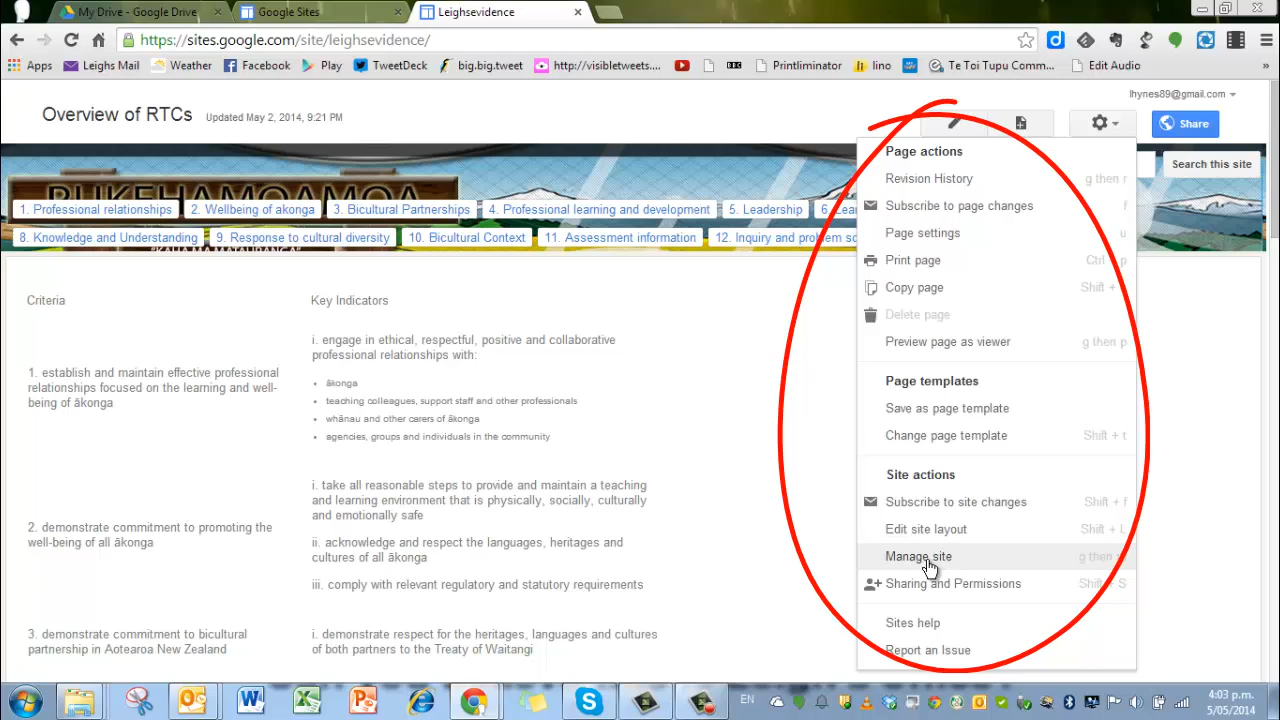 My Drive - Google Drive
Google Sites
Leighsevidence
https://sites.google.com/site/leighsevidence/
Apps
Leighs Mail
Weather
Facebook
Play
TweetDeck
big.big.tweet
http://visibletweets....
Printliminator
lino
Te Toi Tupu Comm...
Edit Audio
lhynes89@gmail.com
Overview of RTCs
Updated May 2, 2014, 9:21 PM
Share
Search this site
PUKEHAMOAMOA
1. Professional relationships
2. Wellbeing of akonga
3. Bicultural Partnerships
4. Professional learning and development
5. Leadership
8. Knowledge and Understanding
9. Response to cultural diversity
10. Bicultural Context
11. Assessment information
12. Inquiry and problem so
Criteria
Key Indicators
1. establish and maintain effective professional
relationships focused on the learning and well-
being of ākonga
i. engage in ethical, respectful, positive and collaborative
professional relationships with:
• ākonga
• teaching colleagues, support staff and other professionals
• whānau and other carers of ākonga
• agencies, groups and individuals in the community
2. demonstrate commitment to promoting the
well-being of all ākonga
i. take all reasonable steps to provide and maintain a teaching
and learning environment that is physically, socially, culturally
and emotionally safe
ii. acknowledge and respect the languages, heritages and
cultures of all ākonga
iii. comply with relevant regulatory and statutory requirements
3. demonstrate commitment to bicultural
partnership in Aotearoa New Zealand
i. demonstrate respect for the heritages, languages and cultures
of both partners to the Treaty of Waitangi
Page actions
Revision History g then r
Subscribe to page changes f
Page settings u
Print page Ctrl p
Copy page Shift +
Delete page
Preview page as viewer g then p
Page templates
Save as page template
Change page template Shift + t
Site actions
Subscribe to site changes Shift + f
Edit site layout Shift + L
Manage site g then
Sharing and Permissions Shift + S
Sites help
Report an Issue
EN
4:03 p.m.
5/05/2014